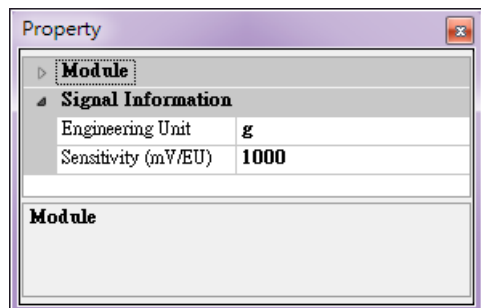 Property
Module
Signal Information
Engineering Unit g
Sensitivity (mV/EU) 1000
Module